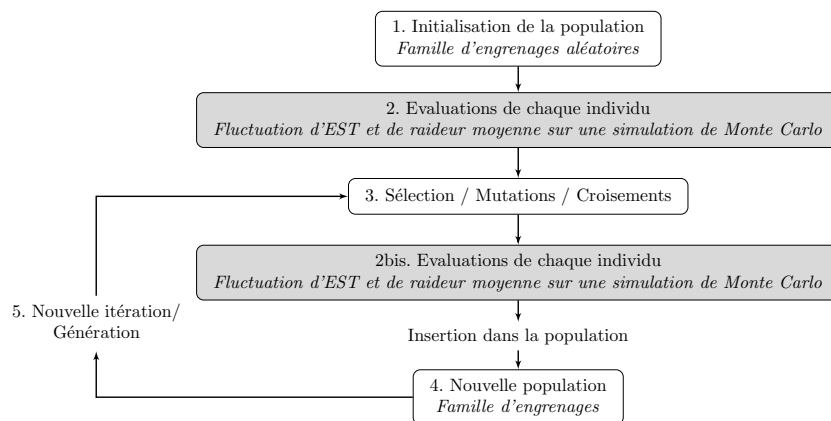 1. Initialisation de la population
Famille d'engrenages aléatoires
2. Evaluations de chaque individu
Fluctuation d'EST et de raideur moyenne sur une simulation de Monte Carlo
3. Sélection / Mutations / Croisements
2bis. Evaluations de chaque individu
Fluctuation d'EST et de raideur moyenne sur une simulation de Monte Carlo
5. Nouvelle itération/
Génération
Insertion dans la population
4. Nouvelle population
Famille d'engrenages